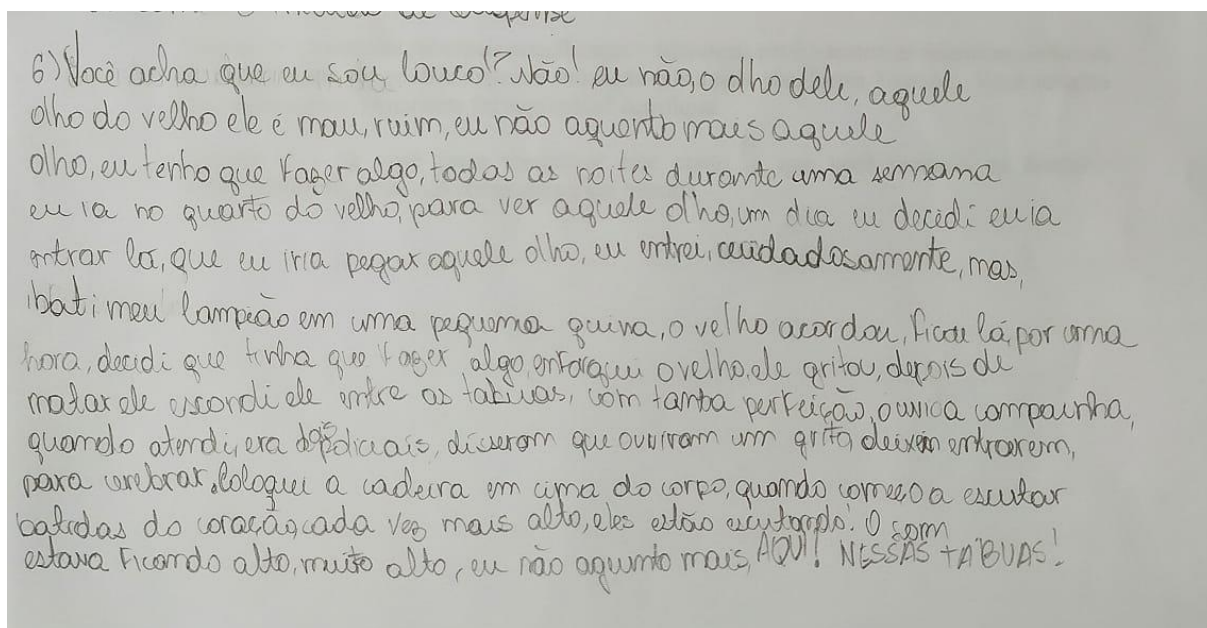 de suspense
6) Você acha que eu sou louco!? Não! eu não, o olho dele, aquele
olho do velho ele é mau, ruim, eu não aguento mais aquele
olho, eu tenho que fazer algo, todas as noites durante uma semana
eu ia no quarto do velho, para ver aquele olho, um dia eu decidi eu ia
entrar lá, que eu iria pegar aquele olho, eu entrei, cuidadosamente, mas,
bati meu lampião em uma pequena quina, o velho acordou, ficou lá, por uma
hora, decidi que tinha que fazer algo, enforquei o velho, ele gritou, depois de
matar ele escondi ele entre as tabuas, com tamba perfeição, ouvi a campainha,
quando atendi, era policiais, disseram que ouviram um grito, deixei entrarem,
para Coloquei a cadeira em cima do corpo, quando começo a escutar
batidas do coração, cada vez mais alto, eles estão escutando! O som
estava ficando alto, muito alto, eu não aguento mais, AQUI! NESSAS TÁBUAS!